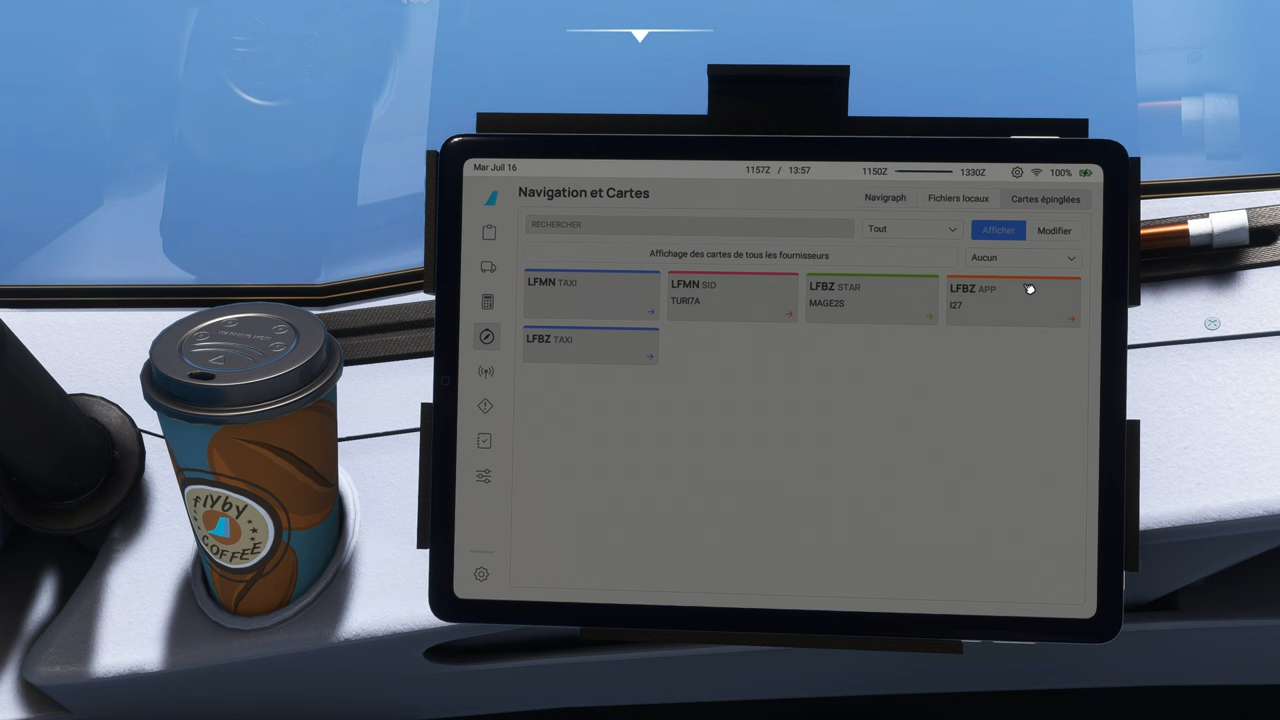 Mar Juil 16
1157Z / 13:57
1150Z
1330Z
100%
Navigation et Cartes
Navigraph
Fichiers locaux
Cartes épinglées
RECHERCHER
Tout
Afficher
Modifier
Affichage des cartes de tous les fournisseurs
Aucun
LFMN TAXI
LFMN SID
TURI7A
LFBZ STAR
MAGE2S
LFBZ APP
I27
LFBZ TAXI
flyby
COFFEE